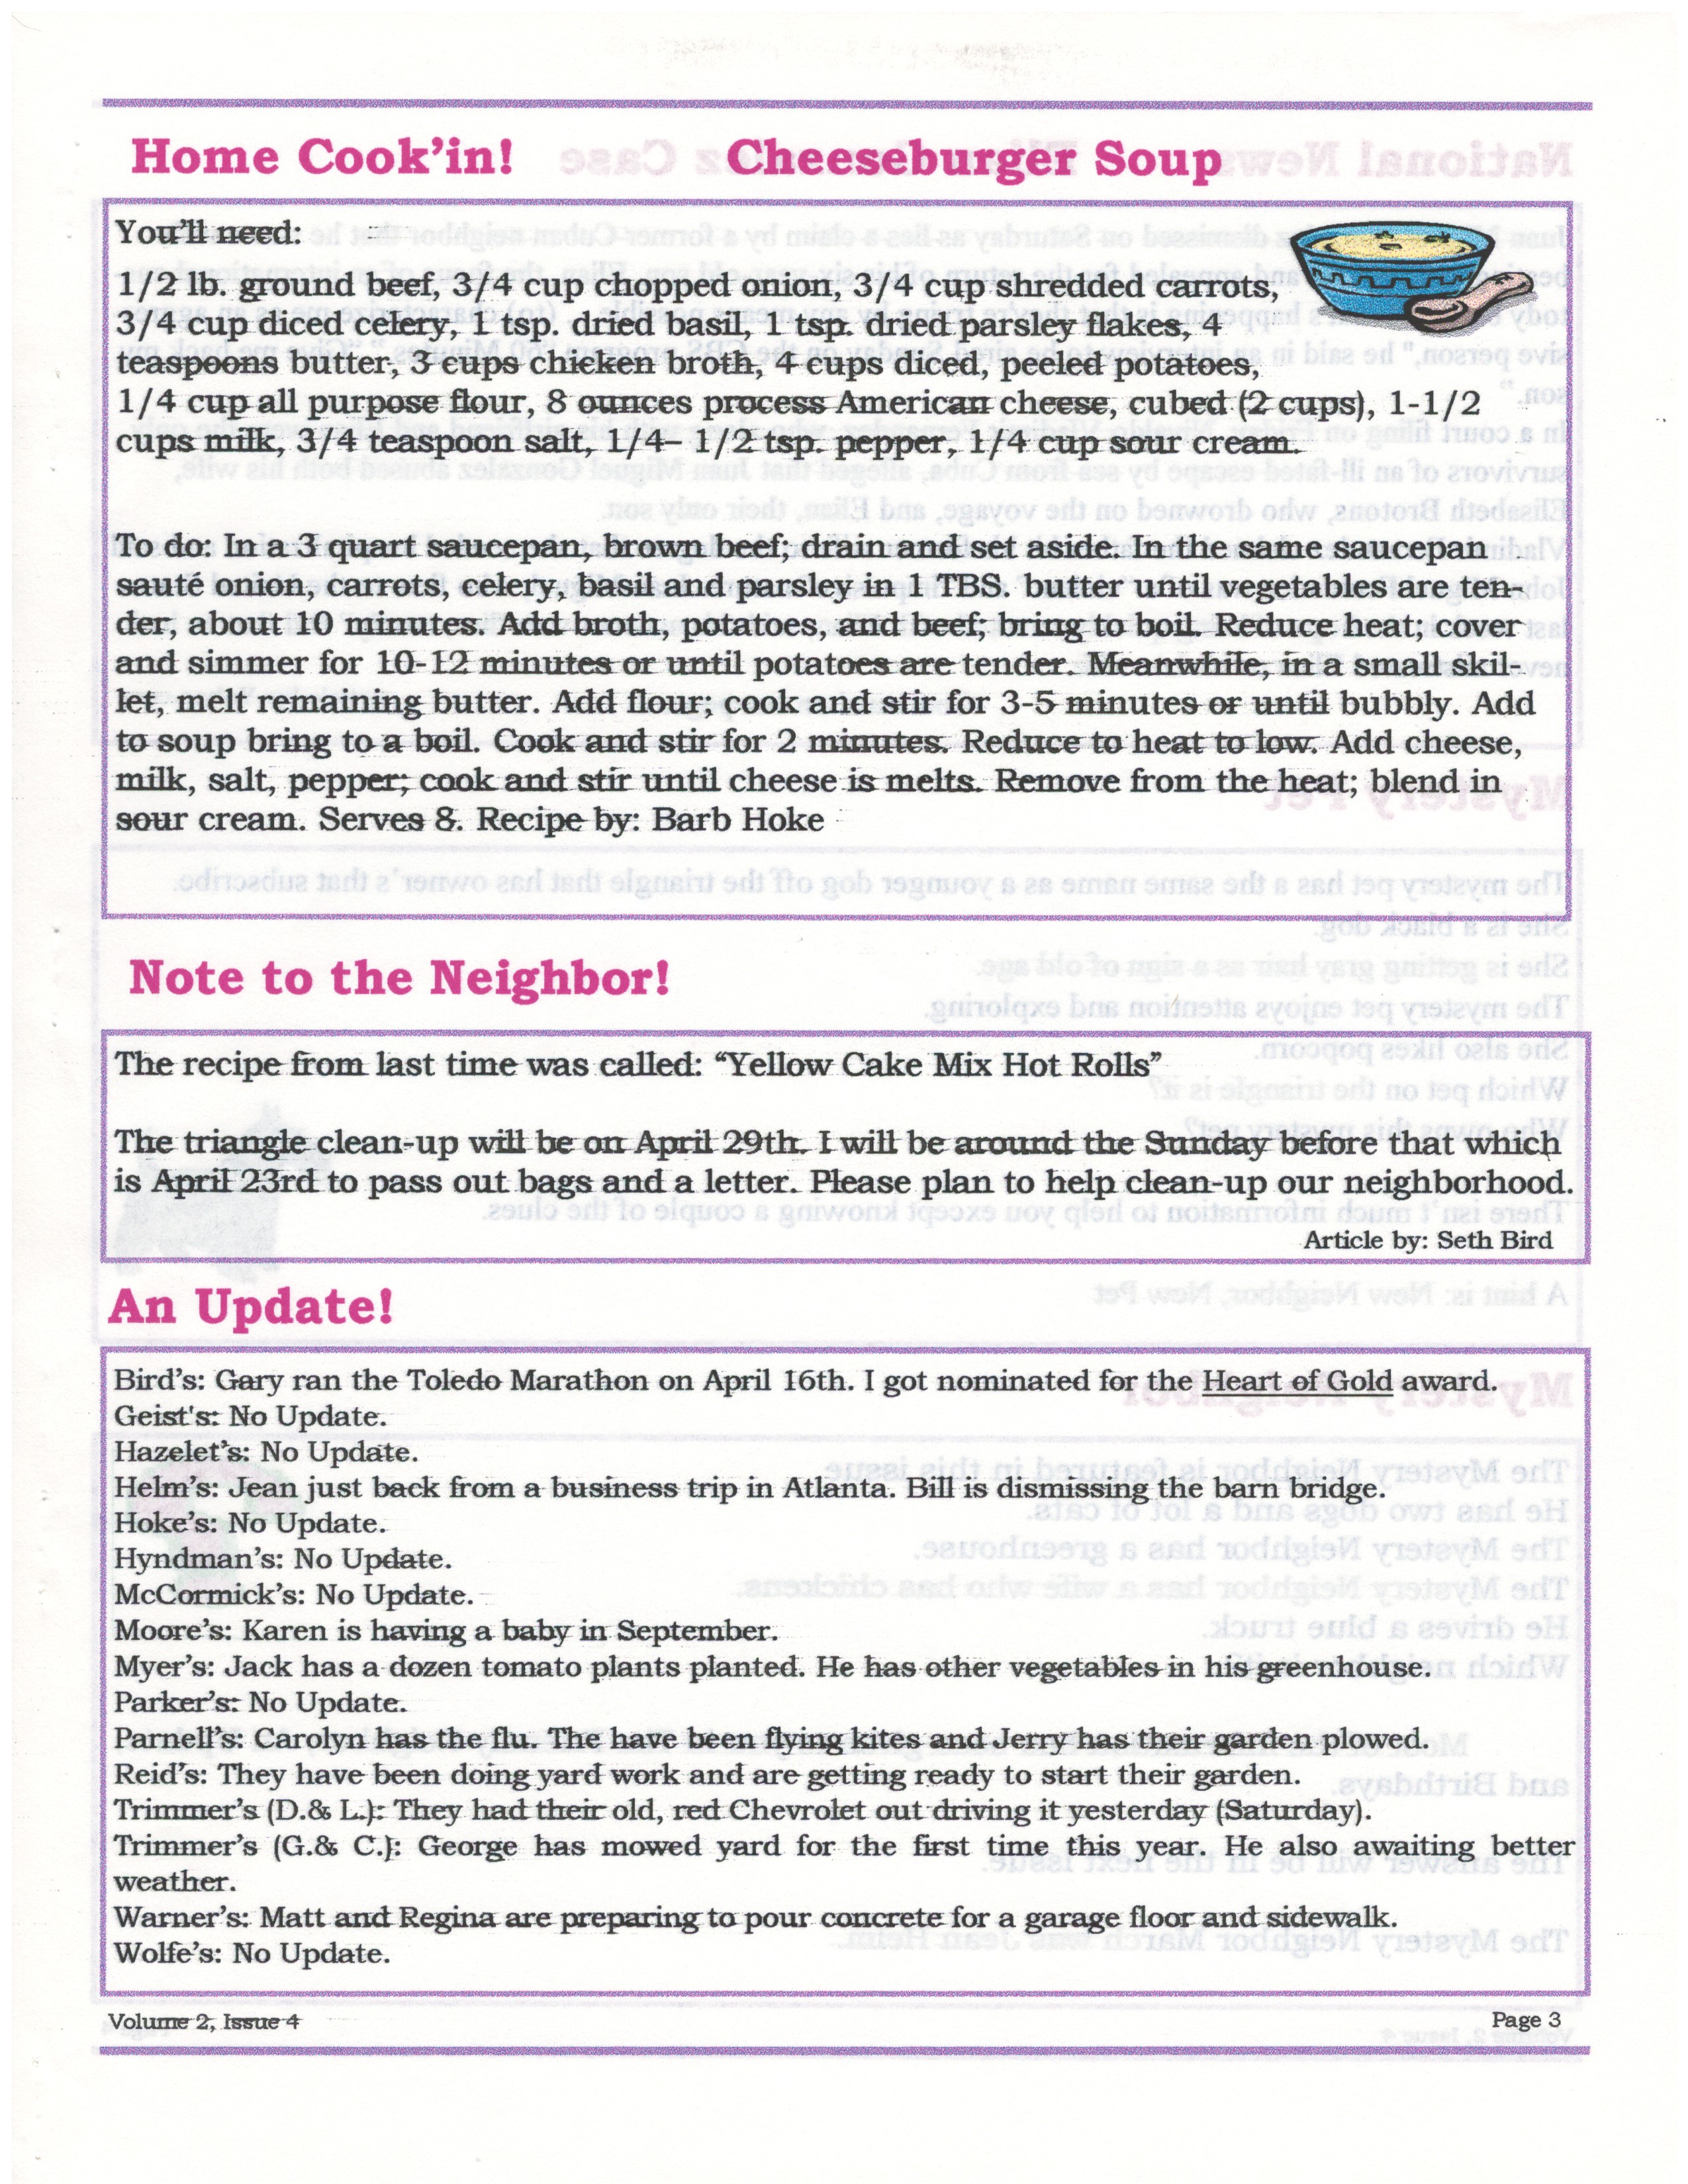 Home Cook'in! Cheeseburger Soup
You'll need:
1/2 lb. ground beef, 3/4 cup chopped onion, 3/4 cup shredded carrots,
3/4 cup diced celery, 1 tsp. dried basil, 1 tsp. dried parsley flakes, 4
teaspoons butter, 3 cups chicken broth, 4 cups diced, peeled potatoes,
1/4 cup all purpose flour, 8 ounces process American cheese, cubed (2 cups), 1-1/2
cups milk, 3/4 teaspoon salt, 1/4– 1/2 tsp. pepper, 1/4 cup sour cream.
To do: In a 3 quart saucepan, brown beef; drain and set aside. In the same saucepan
sauté onion, carrots, celery, basil and parsley in 1 TBS. butter until vegetables are ten-
der, about 10 minutes. Add broth, potatoes, and beef; bring to boil. Reduce heat; cover
and simmer for 10-12 minutes or until potatoes are tender. Meanwhile, in a small skil-
let, melt remaining butter. Add flour; cook and stir for 3-5 minutes or until bubbly. Add
to soup bring to a boil. Cook and stir for 2 minutes. Reduce to heat to low. Add cheese,
milk, salt, pepper; cook and stir until cheese is melts. Remove from the heat; blend in
sour cream. Serves 8. Recipe by: Barb Hoke
Note to the Neighbor!
The recipe from last time was called: "Yellow Cake Mix Hot Rolls"
The triangle clean-up will be on April 29th. I will be around the Sunday before that which
is April 23rd to pass out bags and a letter. Please plan to help clean-up our neighborhood.
Article by: Seth Bird
An Update!
Bird's: Gary ran the Toledo Marathon on April 16th. I got nominated for the Heart of Gold award.
Geist's: No Update.
Hazelet's: No Update.
Helm's: Jean just back from a business trip in Atlanta. Bill is dismissing the barn bridge.
Hoke's: No Update.
Hyndman's: No Update.
McCormick's: No Update.
Moore's: Karen is having a baby in September.
Myer's: Jack has a dozen tomato plants planted. He has other vegetables in his greenhouse.
Parker's: No Update.
Parnell's: Carolyn has the flu. The have been flying kites and Jerry has their garden plowed.
Reid's: They have been doing yard work and are getting ready to start their garden.
Trimmer's (D.& L.): They had their old, red Chevrolet out driving it yesterday (Saturday).
Trimmer's (G.& C.): George has mowed yard for the first time this year. He also awaiting better
weather.
Warner's: Matt and Regina are preparing to pour concrete for a garage floor and sidewalk.
Wolfe's: No Update.
Volume 2, Issue 4 Page 3